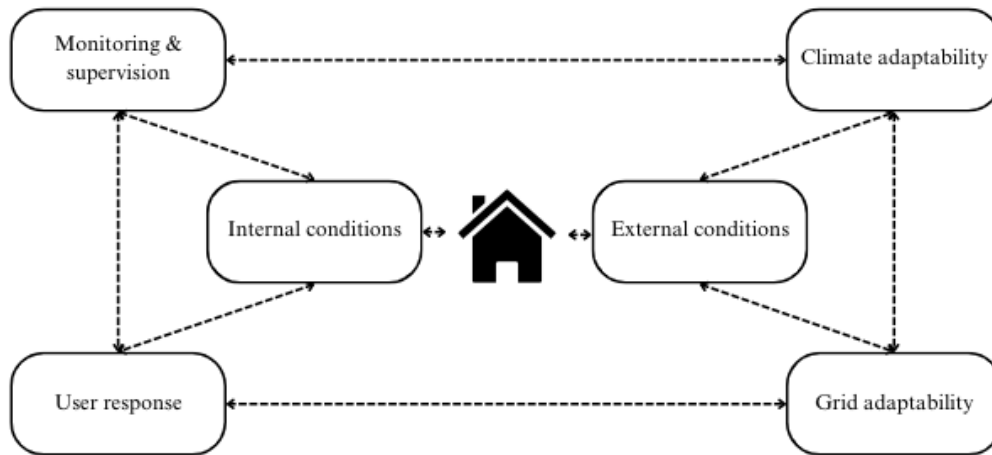 Monitoring &
supervision
Climate adaptability
Internal conditions
External conditions
User response
Grid adaptability